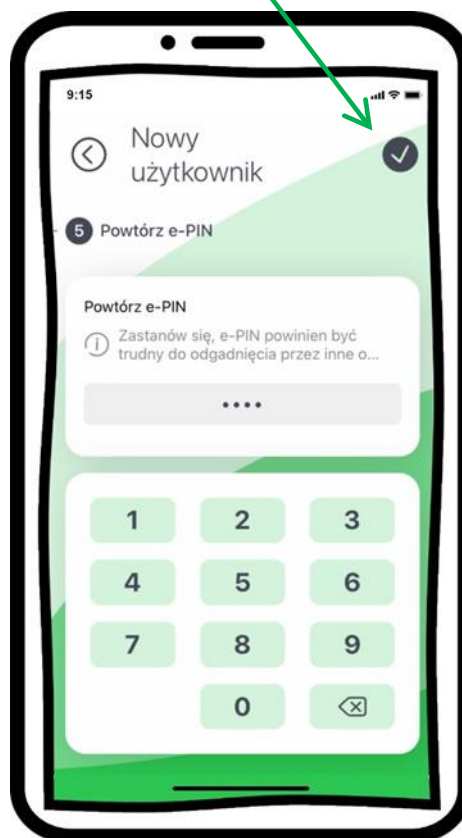 9:15
Nowy
użytkownik
5 Powtórz e-PIN
Powtórz e-PIN
Zastanów się, e-PIN powinien być
trudny do odgadnięcia przez inne o...
••••
1 2 3
4 5 6
7 8 9
0